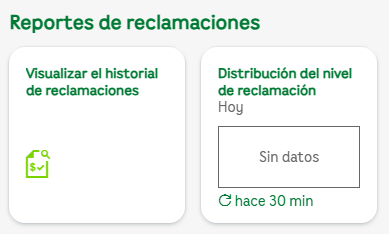 Reportes de reclamaciones
Visualizar el historial
de reclamaciones
Distribución del nivel
de reclamación
Hoy
Sin datos
hace 30 min